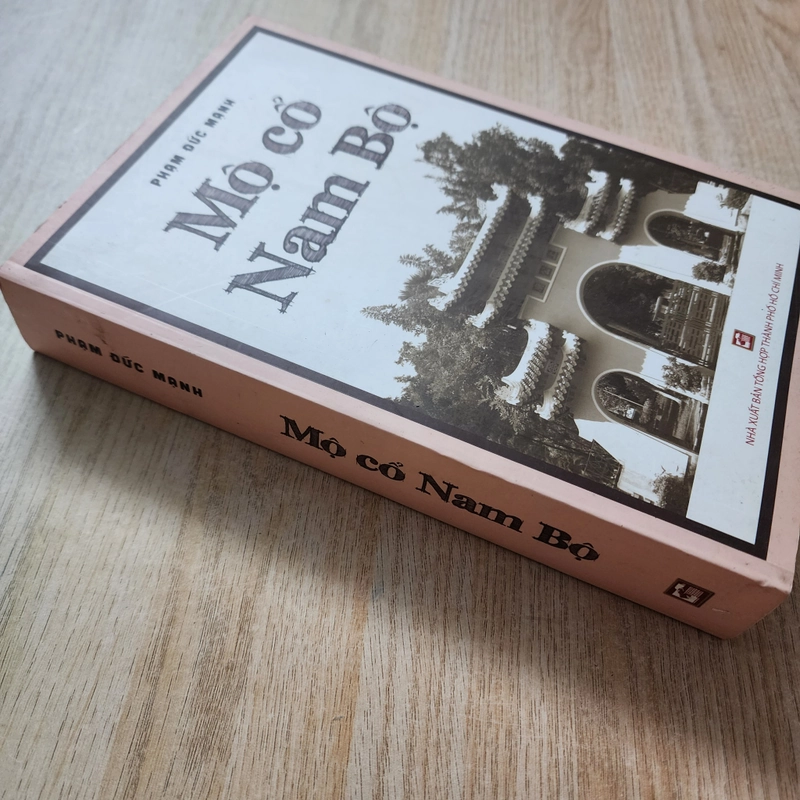 PHẠM ĐỨC MẠNH
Mộ cổ
Nam Bộ
NHÀ XUẤT BẢN TỔNG HỢP THÀNH PHỐ HỒ CHÍ MINH
PHẠM ĐỨC MẠNH
Mộ cổ Nam Bộ